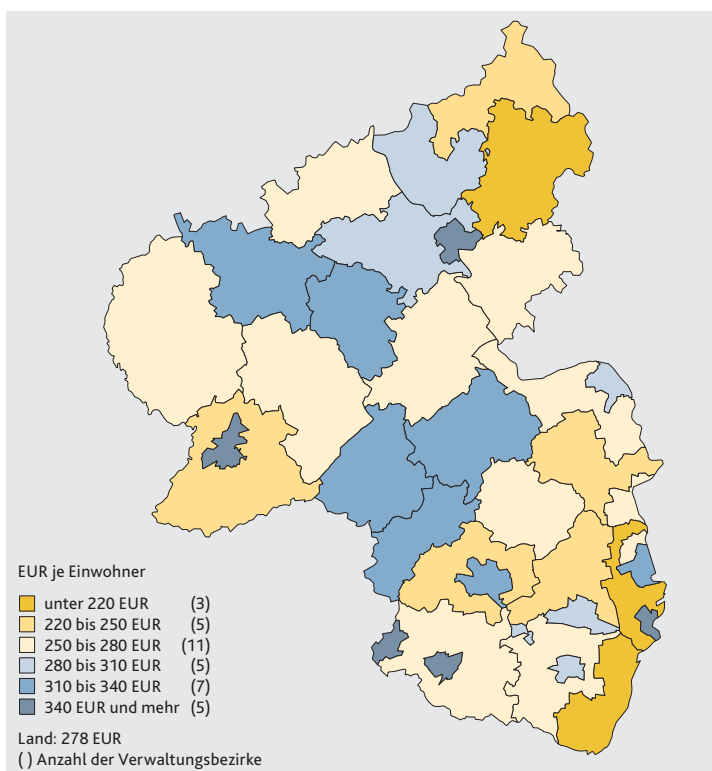 EUR je Einwohner
unter 220 EUR (3)
220 bis 250 EUR (5)
250 bis 280 EUR (11)
280 bis 310 EUR (5)
310 bis 340 EUR (7)
340 EUR und mehr (5)
Land: 278 EUR
( ) Anzahl der Verwaltungsbezirke